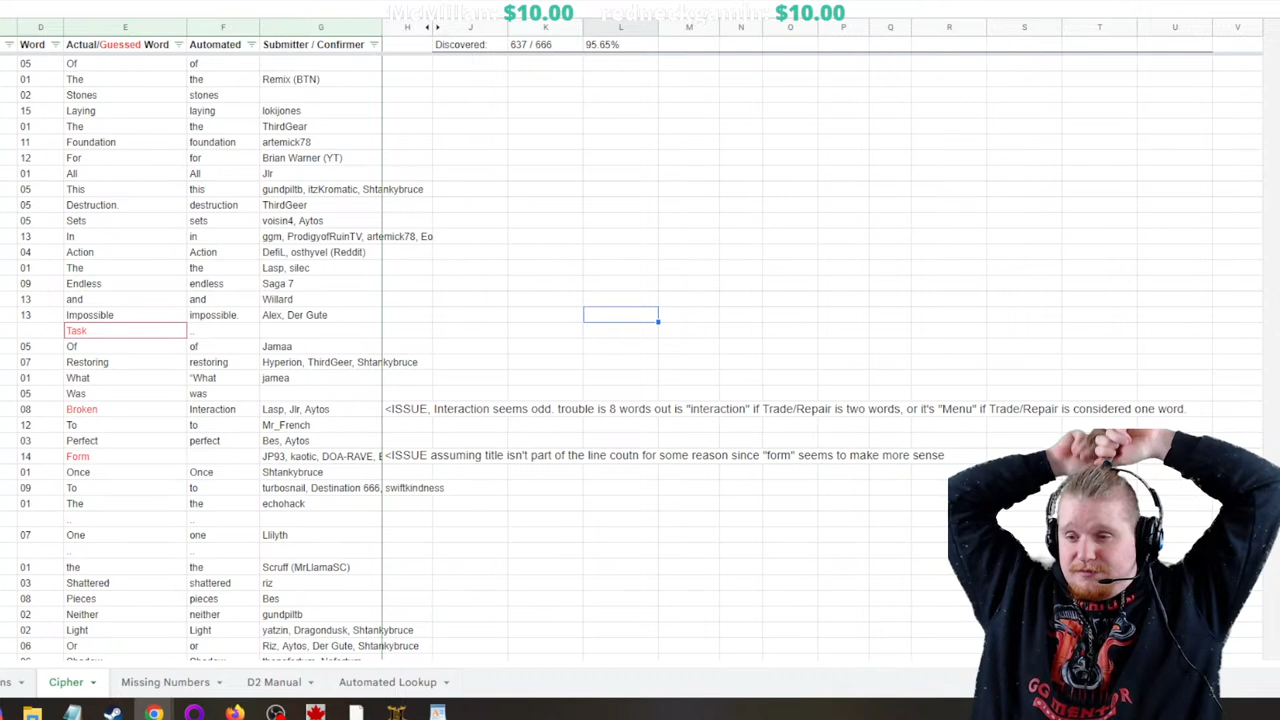 McMillan: $10.00 redneckgamin: $10.00
D E F G H J K L M N O P Q R S T U V
Word Actual/Guessed Word Automated Submitter / Confirmer Discovered: 637 / 666 95.65%
05 Of of
01 The the Remix (BTN)
02 Stones stones
15 Laying laying lokijones
01 The the ThirdGear
11 Foundation foundation artemick78
12 For for Brian Warner (YT)
01 All All Jlr
05 This this gundpiltb, itzKromatic, Shtankybruce
05 Destruction. destruction ThirdGeer
05 Sets sets voisin4, Aytos
13 In in ggm, ProdigyofRuinTV, artemick78, Eo
04 Action Action DefiL, osthyvel (Reddit)
01 The the Lasp, silec
09 Endless endless Saga 7
13 and and Willard
13 Impossible impossible. Alex, Der Gute
Task ..
05 Of of Jamaa
07 Restoring restoring Hyperion, ThirdGeer, Shtankybruce
01 What “What jamea
05 Was was
08 Broken Interaction Lasp, Jlr, Aytos <ISSUE, Interaction seems odd. trouble is 8 words out is "interaction" if Trade/Repair is two words, or it's "Menu" if Trade/Repair is considered one word.
12 To to Mr_French
03 Perfect perfect Bes, Aytos
14 Form JP93, kaotic, DOA-RAVE, E <ISSUE assuming title isn't part of the line coutn for some reason since "form" seems to make more sense
01 Once Once Shtankybruce
09 To to turbosnail, Destination 666, swiftkindness
01 The the echohack
.. ..
07 One one Llilyth
.. ..
01 the the Scruff (MrLlamaSC)
03 Shattered shattered riz
08 Pieces pieces Bes
02 Neither neither gundpiltb
02 Light Light yatzin, Dragondusk, Shtankybruce
06 Or or Riz, Aytos, Der Gute, Shtankybruce
ns Cipher Missing Numbers D2 Manual Automated Lookup